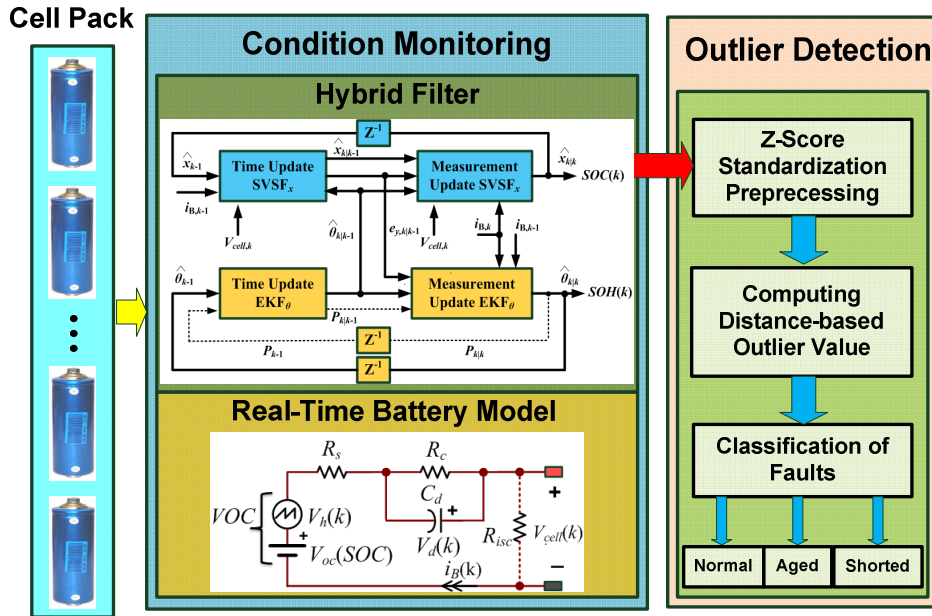 Cell Pack
Condition Monitoring
Hybrid Filter
Z-1
x̂k-1
x̂k|k-1
x̂k|k
Time Update
SVSFx
Measurement
Update SVSFx
SOC(k)
iB,k-1
Vcell,k
θ̂k|k-1
ey,k|k-1
Vcell,k
iB,k
iB,k-1
θ̂k-1
θ̂k|k
Time Update
EKFθ
Measurement
Update EKFθ
SOH(k)
Pk|k-1
Pk-1
Z-1
Pk|k
Z-1
Real-Time Battery Model
Rs
Rc
Cd
+
Vd(k)
VOC
Vh(k)
+
Voc(SOC)
Risc
+
Vcell(k)
–
iB(k)
Outlier Detection
Z-Score
Standardization
Preprecessing
Computing
Distance-based
Outlier Value
Classification of
Faults
Normal
Aged
Shorted